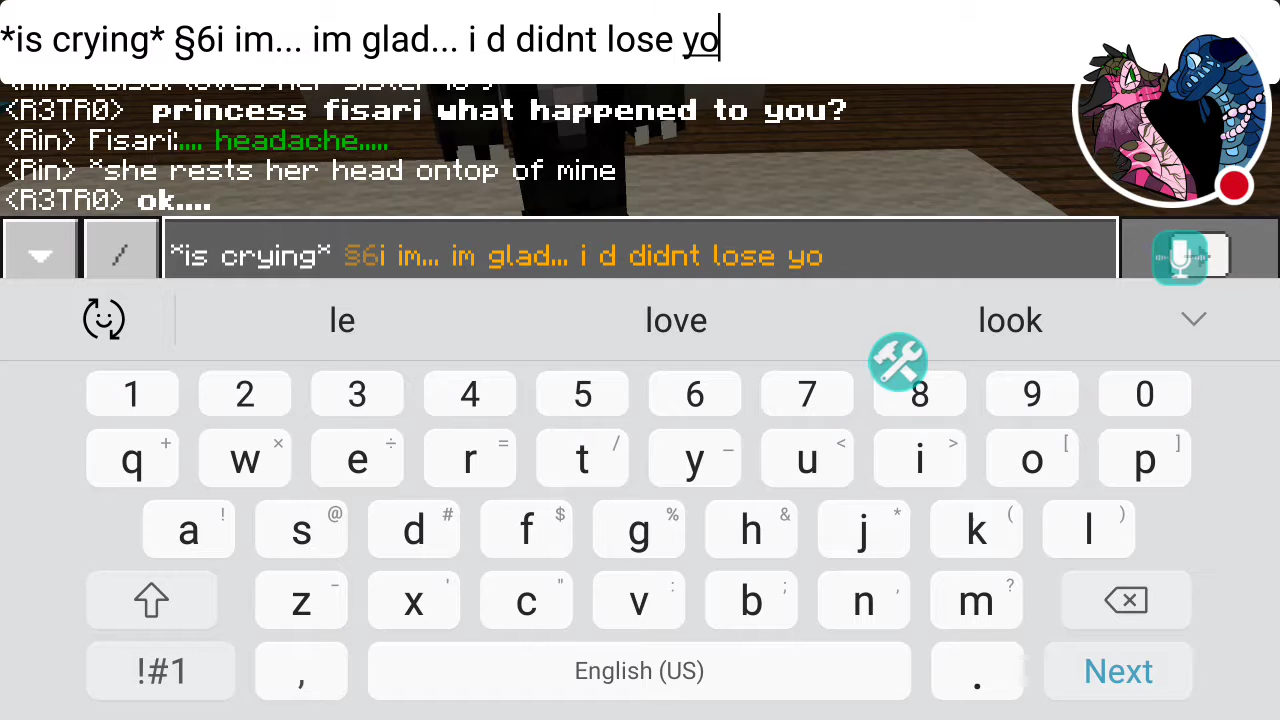 *is crying* §6i im... im glad... i d didnt lose yo
<R3TR0> princess fisari what happened to you?
<Rin> Fisari:.... headache.....
<Rin> *she rests her head ontop of mine
<R3TR0> ok....
/ *is crying* §6i im... im glad... i d didnt lose yo
le love look
1 2 3 4 5 6 7 8 9 0
q + w × e ÷ r = t / y _ u < i > o [ p ]
a ! s @ d # f $ g % h & j * k ( l )
z - x ' c " v : b ; n , m ?
!#1 , English (US) . Next